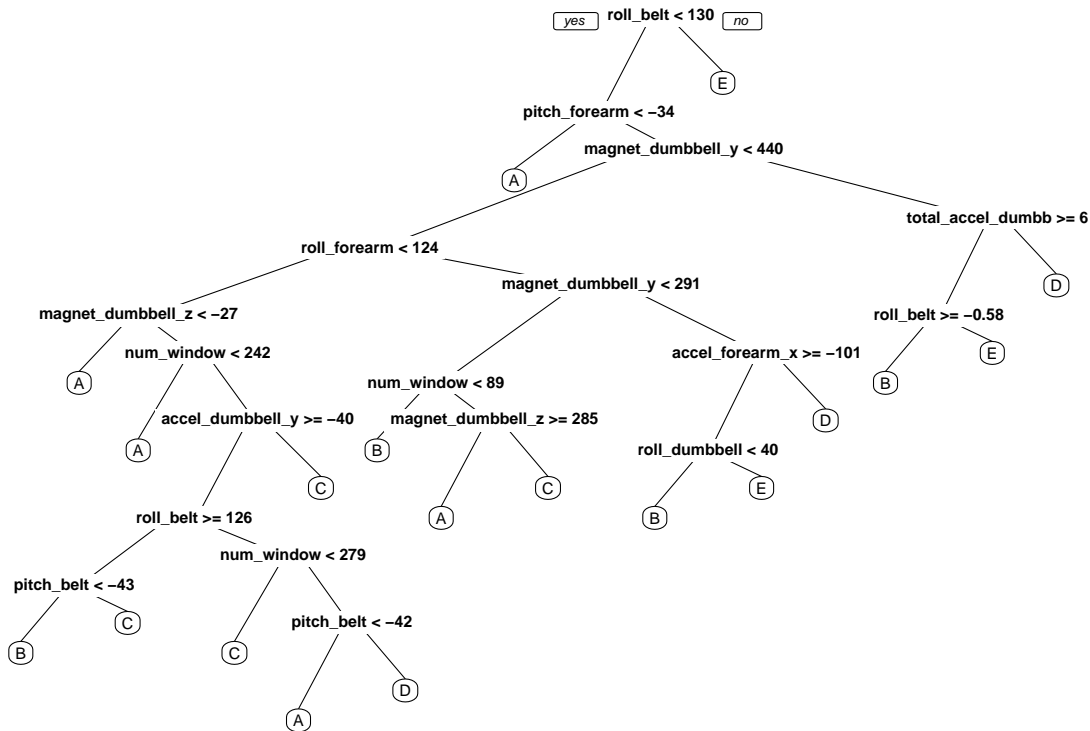 yes roll_belt < 130 no
E
pitch_forearm < −34
magnet_dumbbell_y < 440
A
total_accel_dumbb >= 6
roll_forearm < 124
magnet_dumbbell_y < 291
D
magnet_dumbbell_z < −27
roll_belt >= −0.58
num_window < 242
accel_forearm_x >= −101
E
A
num_window < 89
B
accel_dumbbell_y >= −40
magnet_dumbbell_z >= 285
D
A
B
roll_dumbbell < 40
C
C
E
A
B
roll_belt >= 126
num_window < 279
pitch_belt < −43
C
pitch_belt < −42
B
C
D
A